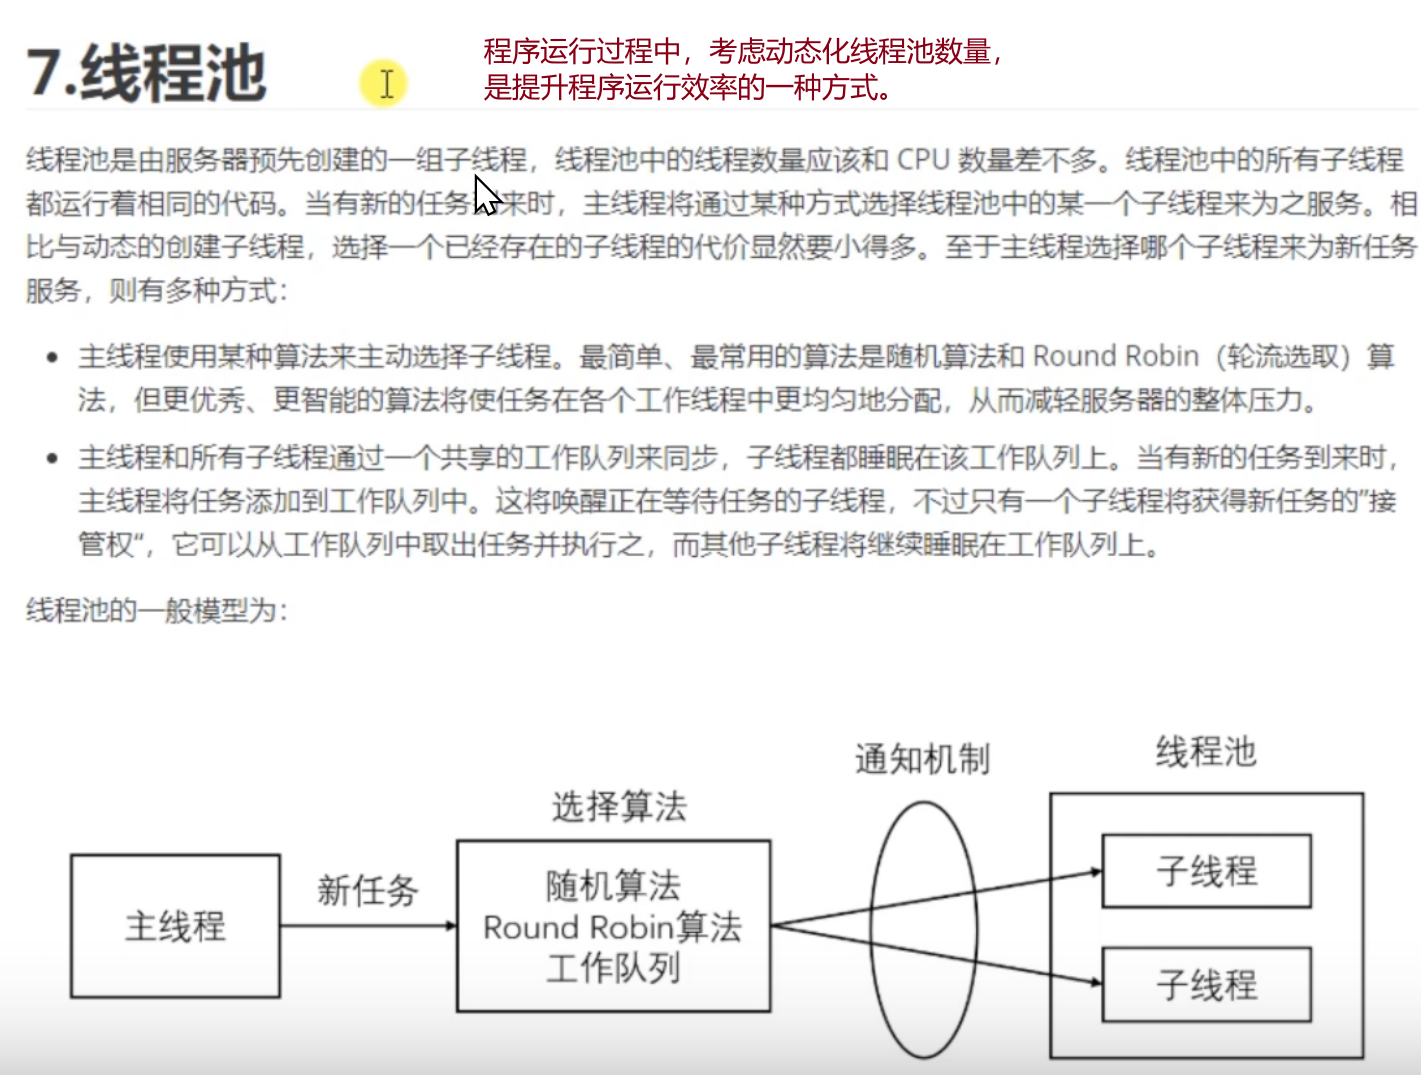 7.线程池
程序运行过程中，考虑动态化线程池数量，
是提升程序运行效率的一种方式。
线程池是由服务器预先创建的一组子线程，线程池中的线程数量应该和 CPU 数量差不多。线程池中的所有子线程
都运行着相同的代码。当有新的任务来时，主线程将通过某种方式选择线程池中的某一个子线程来为之服务。相
比与动态的创建子线程，选择一个已经存在的子线程的代价显然要小得多。至于主线程选择哪个子线程来为新任务
服务，则有多种方式：
• 主线程使用某种算法来主动选择子线程。最简单、最常用的算法是随机算法和 Round Robin（轮流选取）算
法，但更优秀、更智能的算法将使任务在各个工作线程中更均匀地分配，从而减轻服务器的整体压力。
• 主线程和所有子线程通过一个共享的工作队列来同步，子线程都睡眠在该工作队列上。当有新的任务到来时，
主线程将任务添加到工作队列中。这将唤醒正在等待任务的子线程，不过只有一个子线程将获得新任务的”接
管权“，它可以从工作队列中取出任务并执行之，而其他子线程将继续睡眠在工作队列上。
线程池的一般模型为：
通知机制
线程池
选择算法
主线程
新任务
随机算法
Round Robin算法
工作队列
子线程
子线程